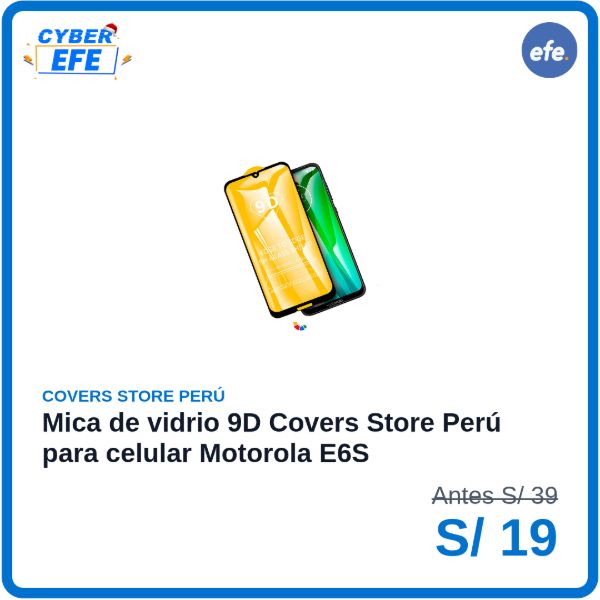 CYBER
EFE
efe.
9D
COVERS STORE PERÚ
Mica de vidrio 9D Covers Store Perú
para celular Motorola E6S
Antes S/ 39
S/ 19